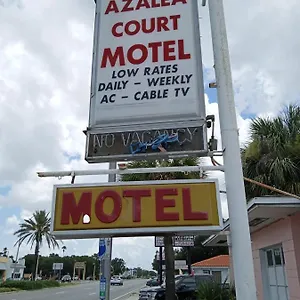 AZALEA
COURT
MOTEL
LOW RATES
DAILY - WEEKLY
AC - CABLE TV
NO VACANCY
MOTEL